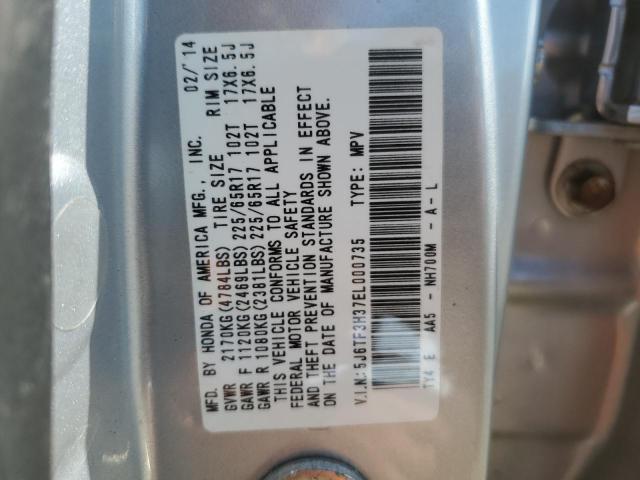 MFD. BY HONDA OF AMERICA MFG., INC. 02/'14
GVWR 2170KG(4784LBS) TIRE SIZE RIM SIZE
GAWR F 1120KG(2469LBS)225/65R17 102T 17X6.5J
GAWR R 1080KG(2381LBS)225/65R17 102T 17X6.5J
THIS VEHICLE CONFORMS TO ALL APPLICABLE
FEDERAL MOTOR VEHICLE SAFETY
AND THEFT PREVENTION STANDARDS IN EFFECT
ON THE DATE OF MANUFACTURE SHOWN ABOVE.
V.I.N.: 5J6TF3H37EL000735 TYPE: MPV
TY4 E AA5 - NH700M - A - L